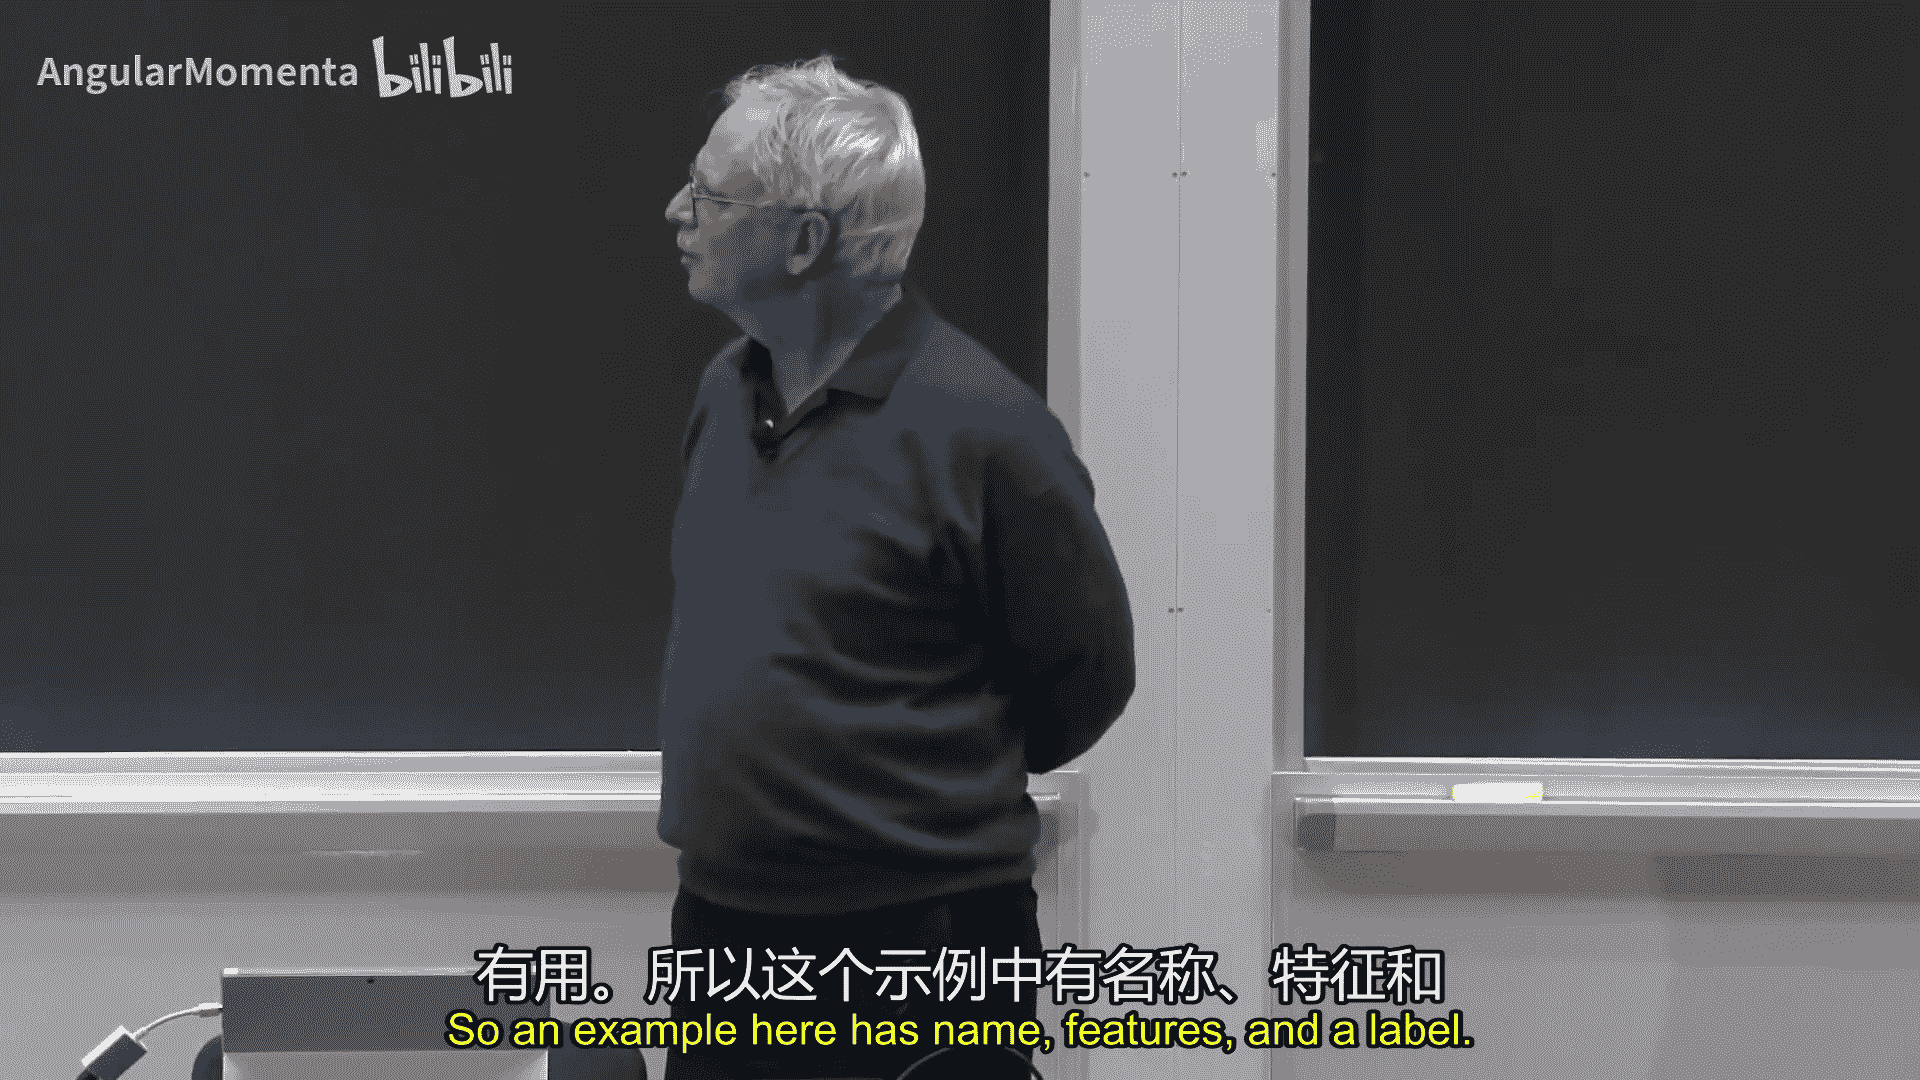 AngularMomenta bilibili
有用。所以这个示例中有名称、特征和
So an example here has name, features, and a label.